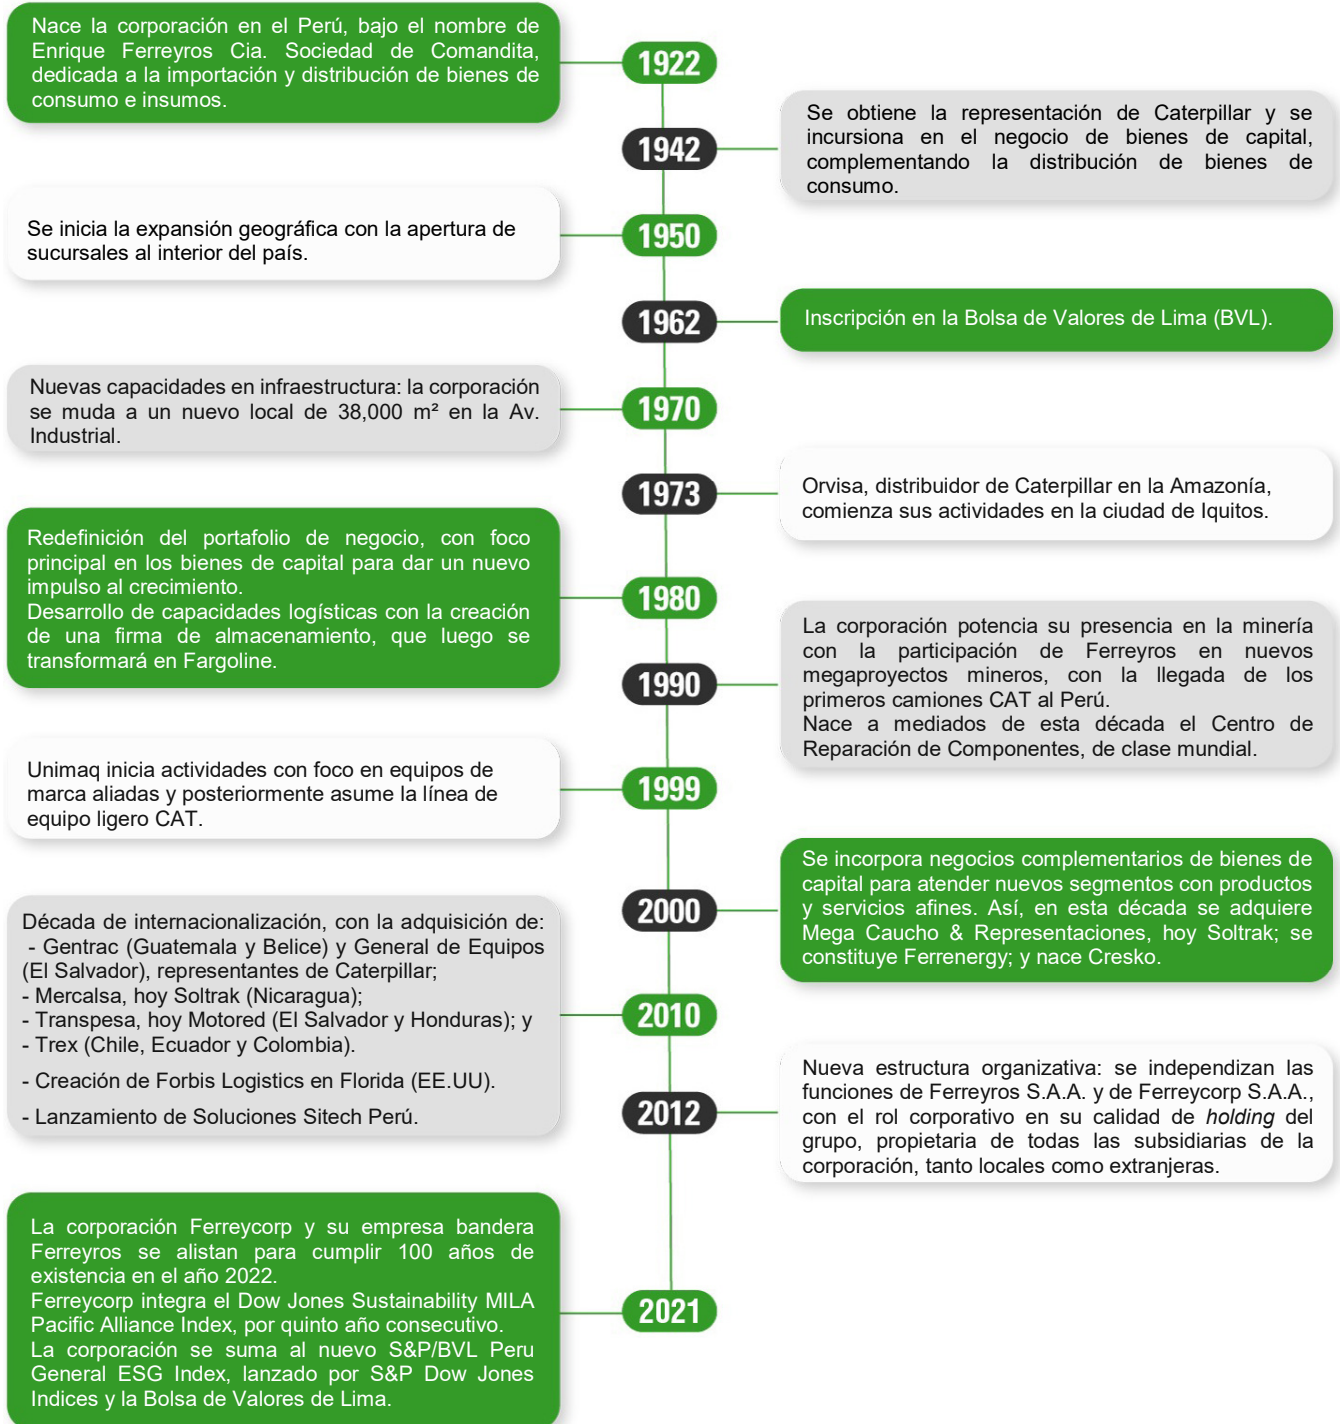 Nace la corporación en el Perú, bajo el nombre de
Enrique Ferreyros Cia. Sociedad de Comandita,
dedicada a la importación y distribución de bienes de
consumo e insumos.
1922
1942
Se obtiene la representación de Caterpillar y se
incursiona en el negocio de bienes de capital,
complementando la distribución de bienes de
consumo.
Se inicia la expansión geográfica con la apertura de
sucursales al interior del país.
1950
1962
Inscripción en la Bolsa de Valores de Lima (BVL).
Nuevas capacidades en infraestructura: la corporación
se muda a un nuevo local de 38,000 m² en la Av.
Industrial.
1970
1973
Orvisa, distribuidor de Caterpillar en la Amazonía,
comienza sus actividades en la ciudad de Iquitos.
Redefinición del portafolio de negocio, con foco
principal en los bienes de capital para dar un nuevo
impulso al crecimiento.
Desarrollo de capacidades logísticas con la creación
de una firma de almacenamiento, que luego se
transformará en Fargoline.
1980
1990
La corporación potencia su presencia en la minería
con la participación de Ferreyros en nuevos
megaproyectos mineros, con la llegada de los
primeros camiones CAT al Perú.
Nace a mediados de esta década el Centro de
Reparación de Componentes, de clase mundial.
Unimaq inicia actividades con foco en equipos de
marca aliadas y posteriormente asume la línea de
equipo ligero CAT.
1999
2000
Se incorpora negocios complementarios de bienes de
capital para atender nuevos segmentos con productos
y servicios afines. Así, en esta década se adquiere
Mega Caucho & Representaciones, hoy Soltrak; se
constituye Ferrenergy; y nace Cresko.
Década de internacionalización, con la adquisición de:
- Gentrac (Guatemala y Belice) y General de Equipos
(El Salvador), representantes de Caterpillar;
- Mercalsa, hoy Soltrak (Nicaragua);
- Transpesa, hoy Motored (El Salvador y Honduras); y
- Trex (Chile, Ecuador y Colombia).
- Creación de Forbis Logistics en Florida (EE.UU).
- Lanzamiento de Soluciones Sitech Perú.
2010
2012
Nueva estructura organizativa: se independizan las
funciones de Ferreyros S.A.A. y de Ferreycorp S.A.A.,
con el rol corporativo en su calidad de holding del
grupo, propietaria de todas las subsidiarias de la
corporación, tanto locales como extranjeras.
La corporación Ferreycorp y su empresa bandera
Ferreyros se alistan para cumplir 100 años de
existencia en el año 2022.
Ferreycorp integra el Dow Jones Sustainability MILA
Pacific Alliance Index, por quinto año consecutivo.
La corporación se suma al nuevo S&P/BVL Peru
General ESG Index, lanzado por S&P Dow Jones
Indices y la Bolsa de Valores de Lima.
2021